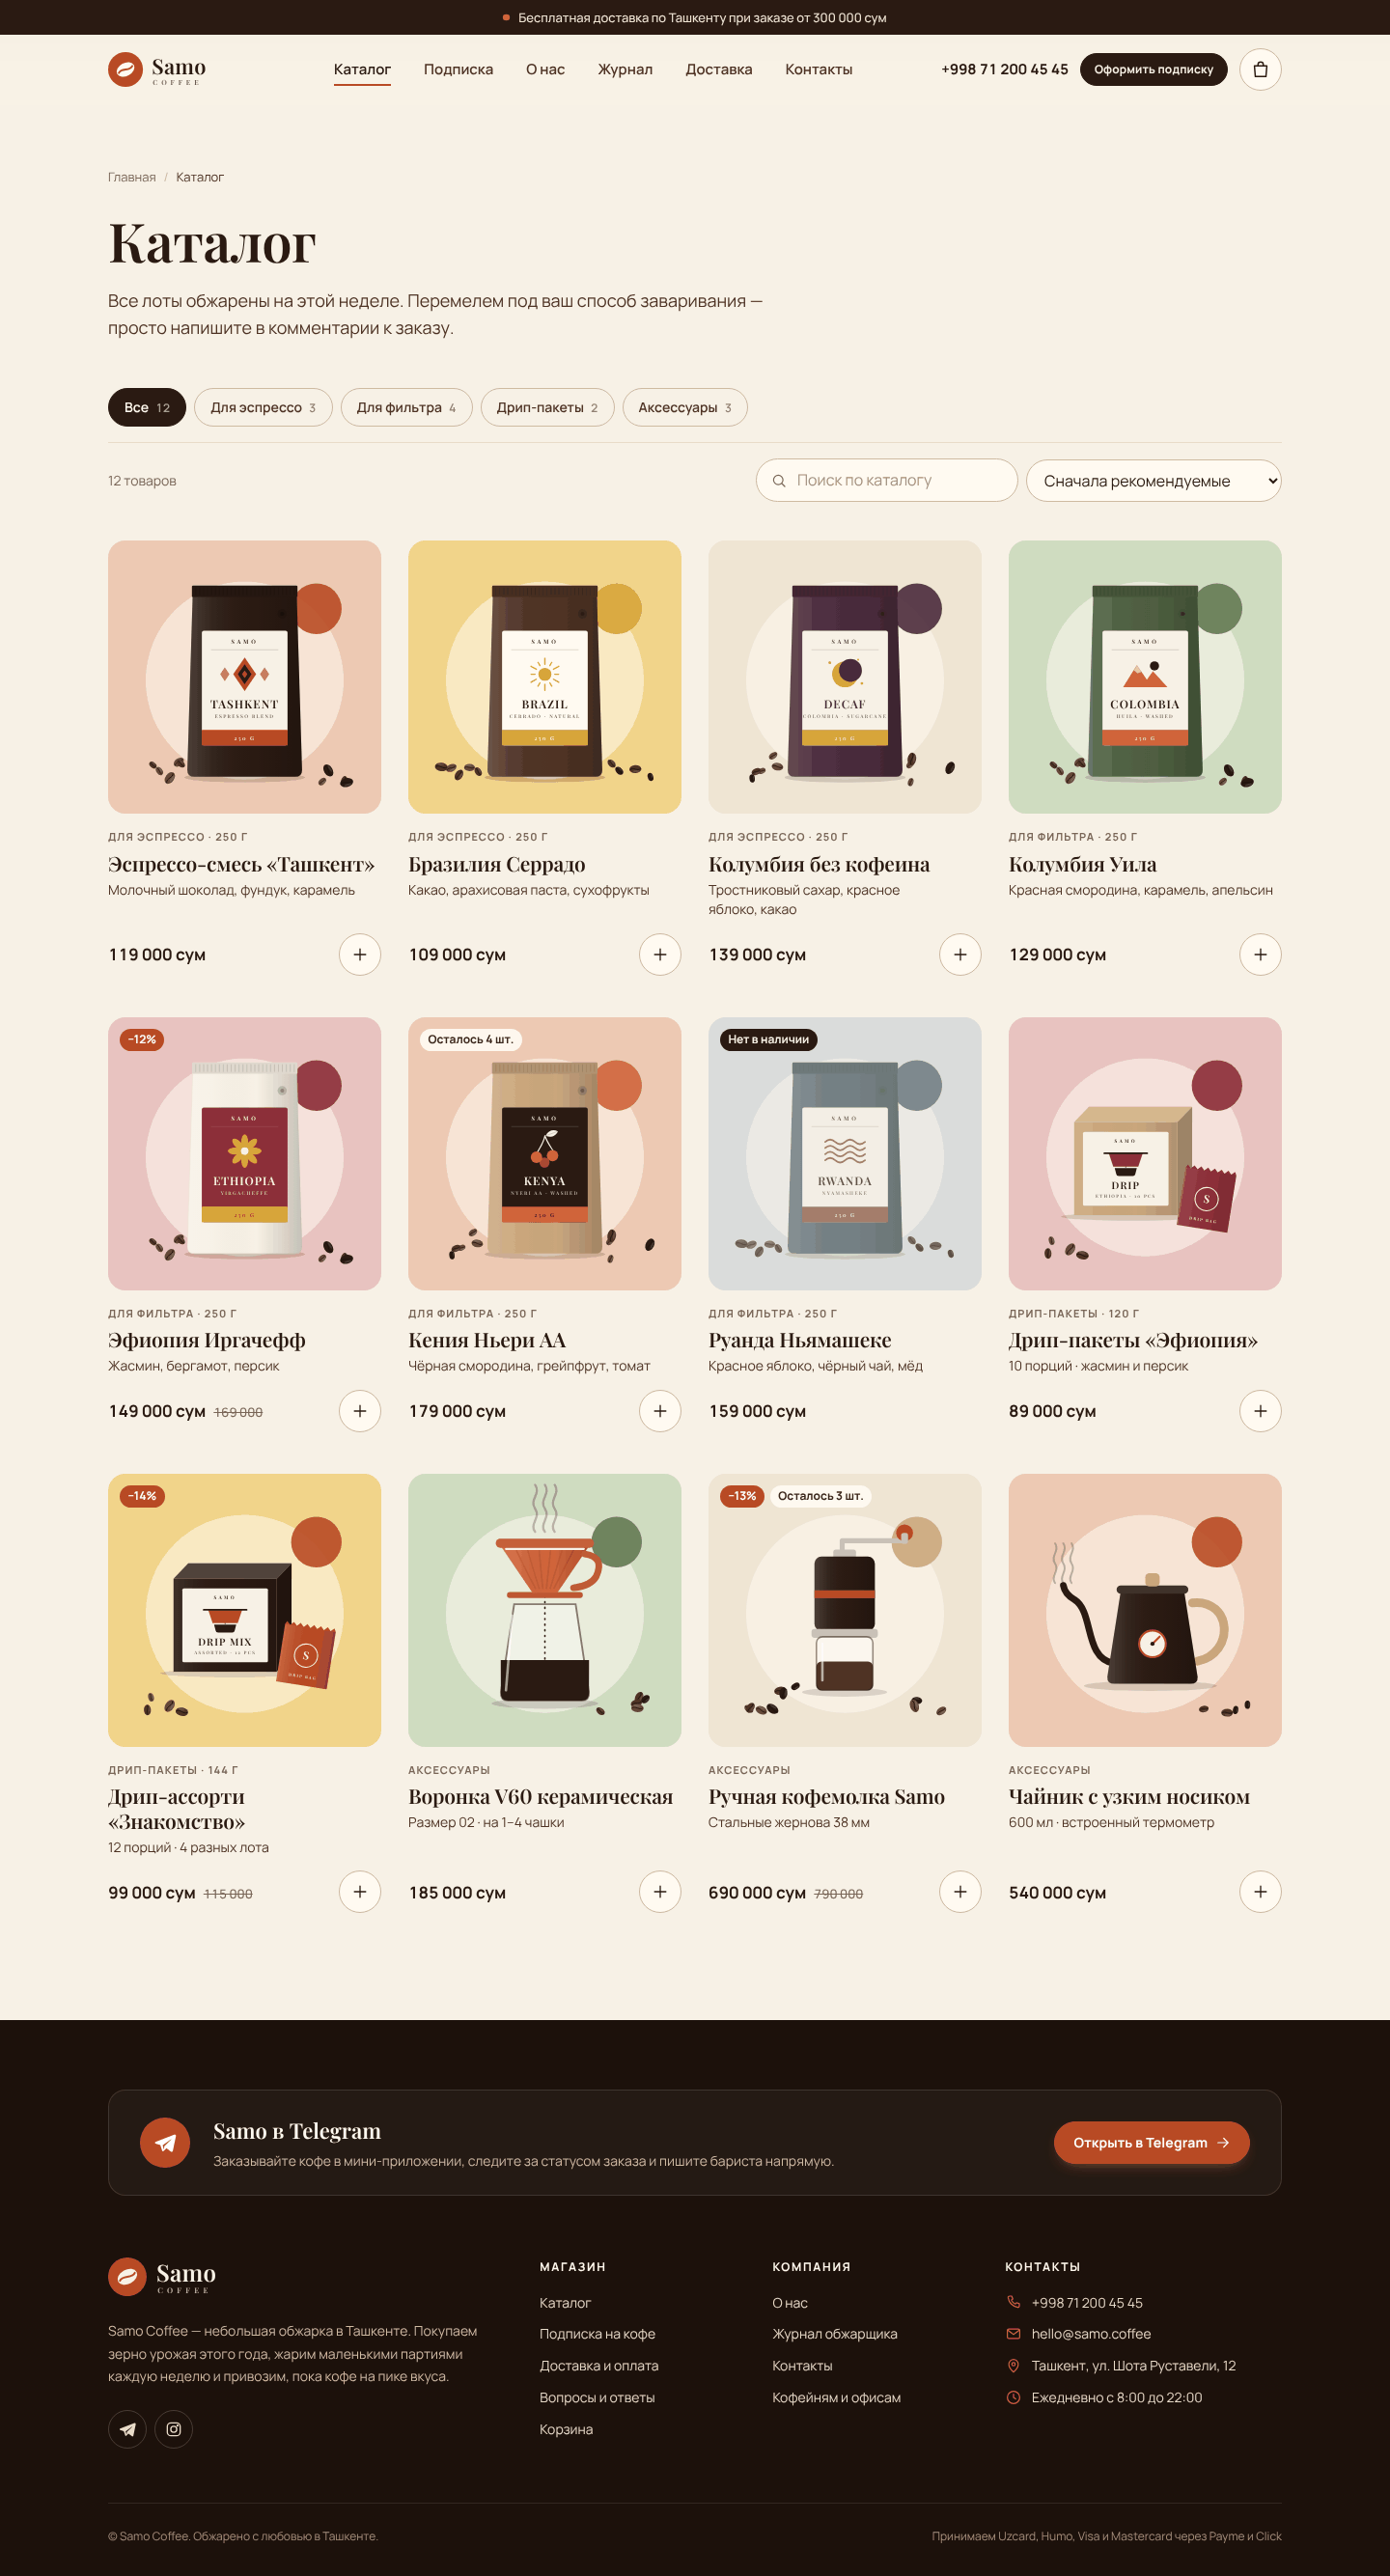 Бесплатная доставка по Ташкенту при заказе от 300 000 сум
Samo
COFFEE
Каталог
Подписка
О нас
Журнал
Доставка
Контакты
+998 71 200 45 45
Оформить подписку
Главная / Каталог
Каталог
Все лоты обжарены на этой неделе. Перемелем под ваш способ заваривания —
просто напишите в комментарии к заказу.
Все 12
Для эспрессо 3
Для фильтра 4
Дрип-пакеты 2
Аксессуары 3
12 товаров
Поиск по каталогу
Сначала рекомендуемые
SAMO
TASHKENT
ESPRESSO BLEND
250 G
SAMO
BRAZIL
CERRADO · NATURAL
250 G
SAMO
DECAF
COLOMBIA · SUGARCANE
250 G
SAMO
COLOMBIA
HUILA · WASHED
250 G
ДЛЯ ЭСПРЕССО · 250 Г
Эспрессо-смесь «Ташкент»
Молочный шоколад, фундук, карамель
119 000 сум
ДЛЯ ЭСПРЕССО · 250 Г
Бразилия Серрадо
Какао, арахисовая паста, сухофрукты
109 000 сум
ДЛЯ ЭСПРЕССО · 250 Г
Колумбия без кофеина
Тростниковый сахар, красное
яблоко, какао
139 000 сум
ДЛЯ ФИЛЬТРА · 250 Г
Колумбия Уила
Красная смородина, карамель, апельсин
129 000 сум
−12%
SAMO
ETHIOPIA
YIRGACHEFFE
250 G
Осталось 4 шт.
SAMO
KENYA
NYERI AA · WASHED
250 G
Нет в наличии
SAMO
RWANDA
NYAMASHEKE
250 G
SAMO
DRIP
ETHIOPIA · 10 PCS
S
DRIP BAG
ДЛЯ ФИЛЬТРА · 250 Г
Эфиопия Иргачефф
Жасмин, бергамот, персик
149 000 сум 169 000
ДЛЯ ФИЛЬТРА · 250 Г
Кения Ньери АА
Чёрная смородина, грейпфрут, томат
179 000 сум
ДЛЯ ФИЛЬТРА · 250 Г
Руанда Ньямашеке
Красное яблоко, чёрный чай, мёд
159 000 сум
ДРИП-ПАКЕТЫ · 120 Г
Дрип-пакеты «Эфиопия»
10 порций · жасмин и персик
89 000 сум
−14%
SAMO
DRIP MIX
ASSORTED · 12 PCS
S
DRIP BAG
−13%
Осталось 3 шт.
ДРИП-ПАКЕТЫ · 144 Г
Дрип-ассорти
«Знакомство»
12 порций · 4 разных лота
99 000 сум 115 000
АКСЕССУАРЫ
Воронка V60 керамическая
Размер 02 · на 1–4 чашки
185 000 сум
АКСЕССУАРЫ
Ручная кофемолка Samo
Стальные жернова 38 мм
690 000 сум 790 000
АКСЕССУАРЫ
Чайник с узким носиком
600 мл · встроенный термометр
540 000 сум
Samo в Telegram
Заказывайте кофе в мини-приложении, следите за статусом заказа и пишите бариста напрямую.
Открыть в Telegram
Samo
COFFEE
Samo Coffee — небольшая обжарка в Ташкенте. Покупаем
зерно урожая этого года, жарим маленькими партиями
каждую неделю и привозим, пока кофе на пике вкуса.
МАГАЗИН
Каталог
Подписка на кофе
Доставка и оплата
Вопросы и ответы
Корзина
КОМПАНИЯ
О нас
Журнал обжарщика
Контакты
Кофейням и офисам
КОНТАКТЫ
+998 71 200 45 45
hello@samo.coffee
Ташкент, ул. Шота Руставели, 12
Ежедневно с 8:00 до 22:00
© Samo Coffee. Обжарено с любовью в Ташкенте.
Принимаем Uzcard, Humo, Visa и Mastercard через Payme и Click